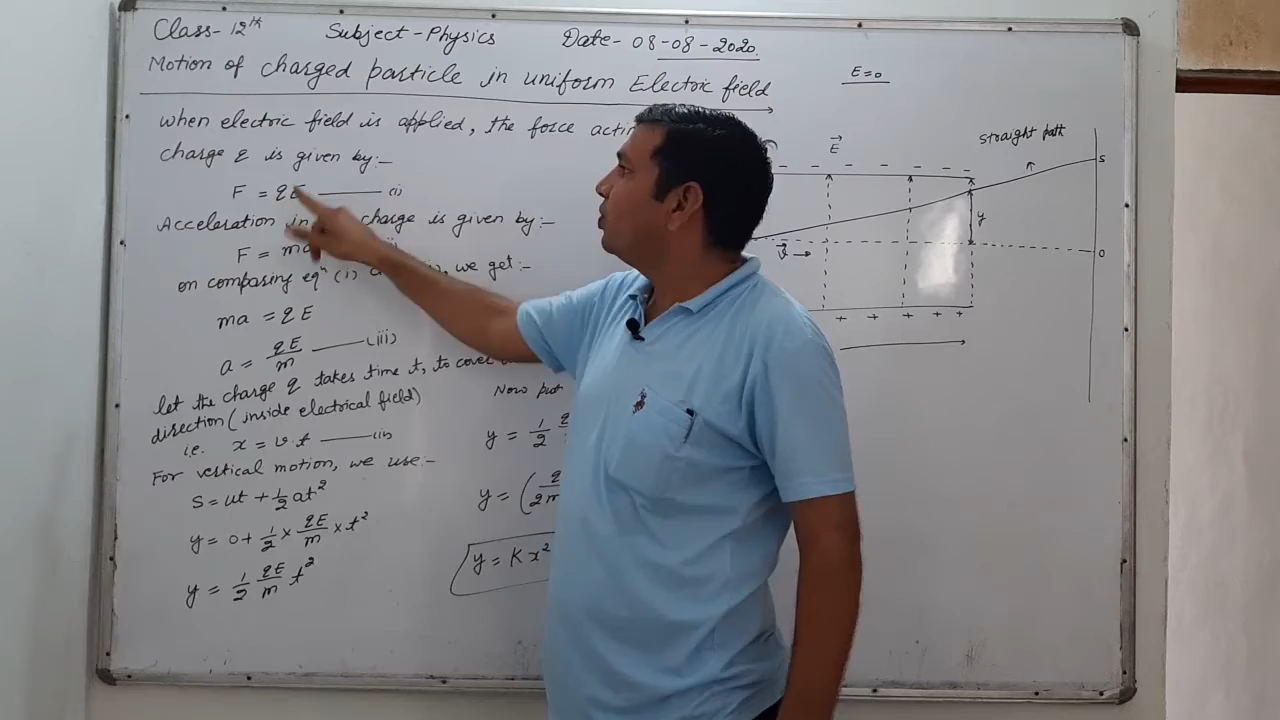 Class-12th Subject-Physics Date-08-08-2020.
Motion of charged particle in uniform Electric field
E=0
when electric field is applied, the force
charge q is given by:-
F = qE ——— (i)
Acceleration in charge is given by:-
F = ma
on comparing eqn (i) we get:-
ma = qE
a = qE/m ——— (iii)
let the charge q takes time t, to cover
direction (inside electrical field)
i.e. x = v.t ———
For vertical motion, we use:-
S = ut + 1/2 at²
y = 0 + 1/2 × qE/m × t²
y = 1/2 qE/m t²
Now put
y = 1/2
y = (q/2m
y = Kx²
E⃗
- - - - - - -
straight path
S
y
v⃗ →
O
+ + + + +